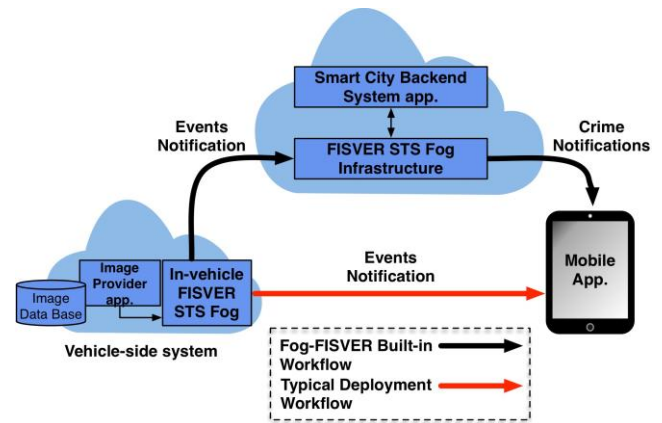 Smart City Backend
System app.
Events
Notification
FISVER STS Fog
Infrastructure
Crime
Notifications
Image
Provider
app.
In-vehicle
FISVER
STS Fog
Image
Data Base
Vehicle-side system
Events
Notification
Mobile
App.
Fog-FISVER Built-in
Workflow
Typical Deployment
Workflow